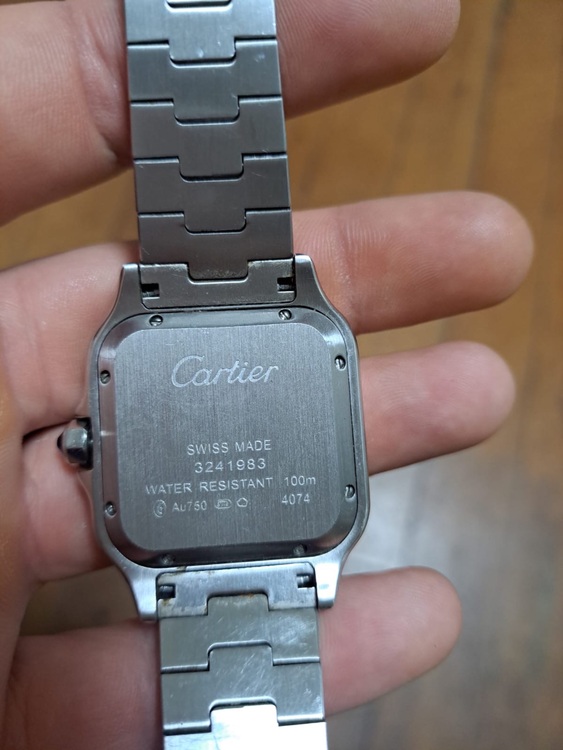 Cartier
SWISS MADE
3241983
WATER RESISTANT 100m
Au750 4074